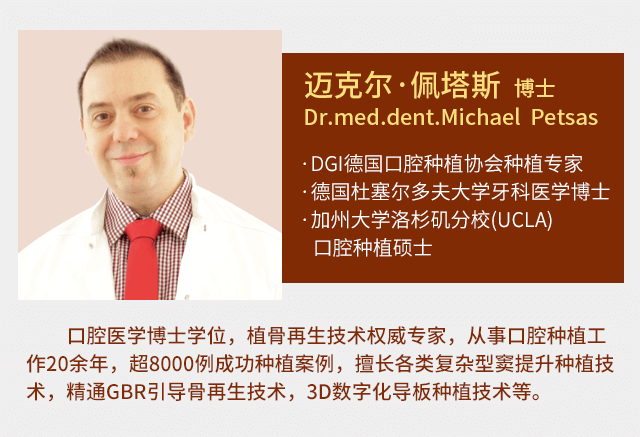 迈克尔·佩塔斯 博士
Dr.med.dent.Michael Petsas
·DGI德国口腔种植协会种植专家
·德国杜塞尔多夫大学牙科医学博士
·加州大学洛杉矶分校(UCLA)
口腔种植硕士
口腔医学博士学位，植骨再生技术权威专家，从事口腔种植工
作20余年，超8000例成功种植案例，擅长各类复杂型窦提升种植技
术，精通GBR引导骨再生技术，3D数字化导板种植技术等。